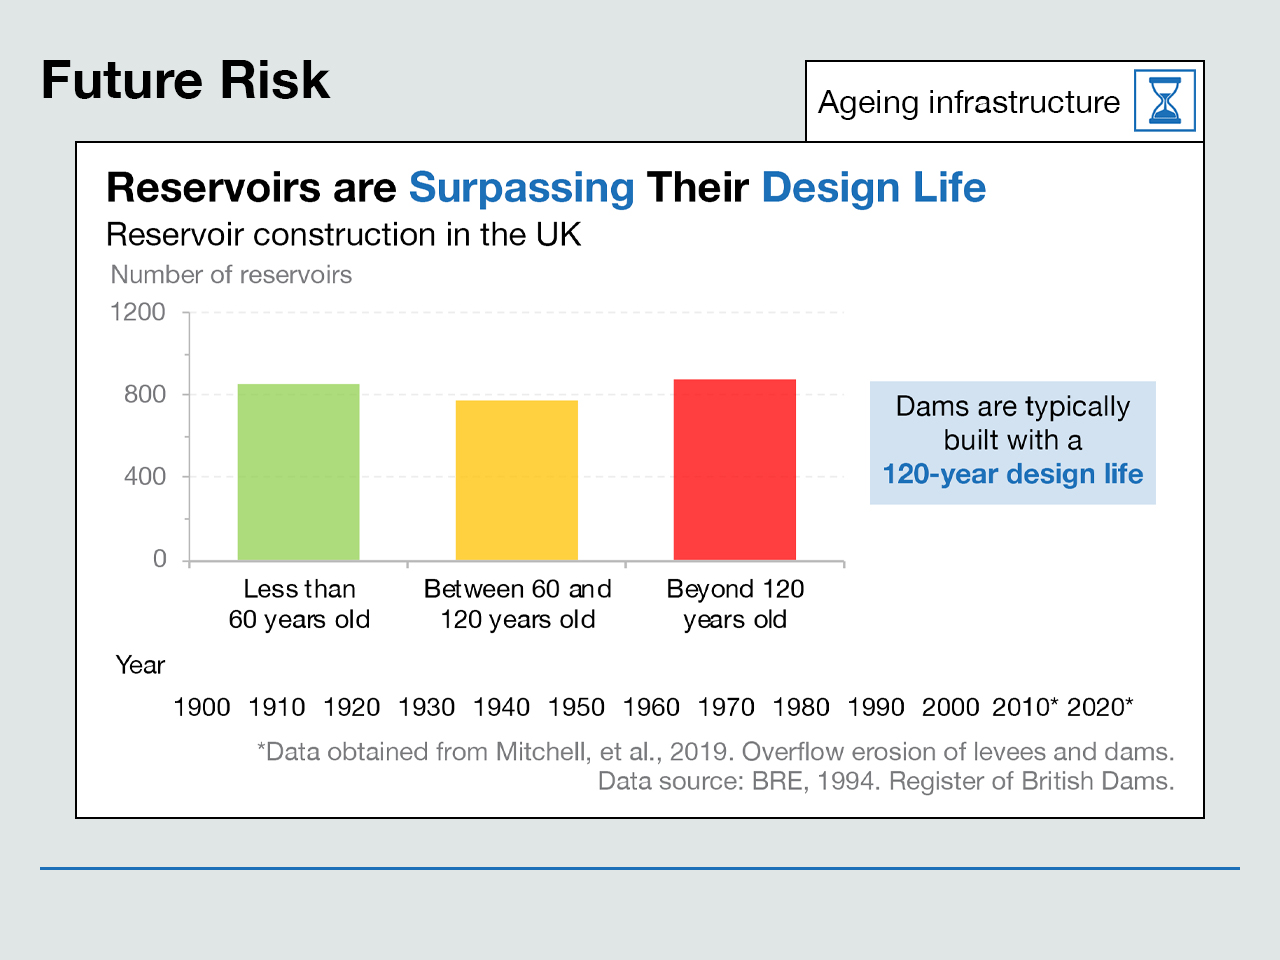 Future Risk
Ageing infrastructure
Reservoirs are Surpassing Their Design Life
Reservoir construction in the UK
Number of reservoirs
1200
800
400
0
Dams are typically
built with a
120-year design life
Less than
60 years old
Between 60 and
120 years old
Beyond 120
years old
Year
1900 1910 1920 1930 1940 1950 1960 1970 1980 1990 2000 2010* 2020*
*Data obtained from Mitchell, et al., 2019. Overflow erosion of levees and dams.
Data source: BRE, 1994. Register of British Dams.